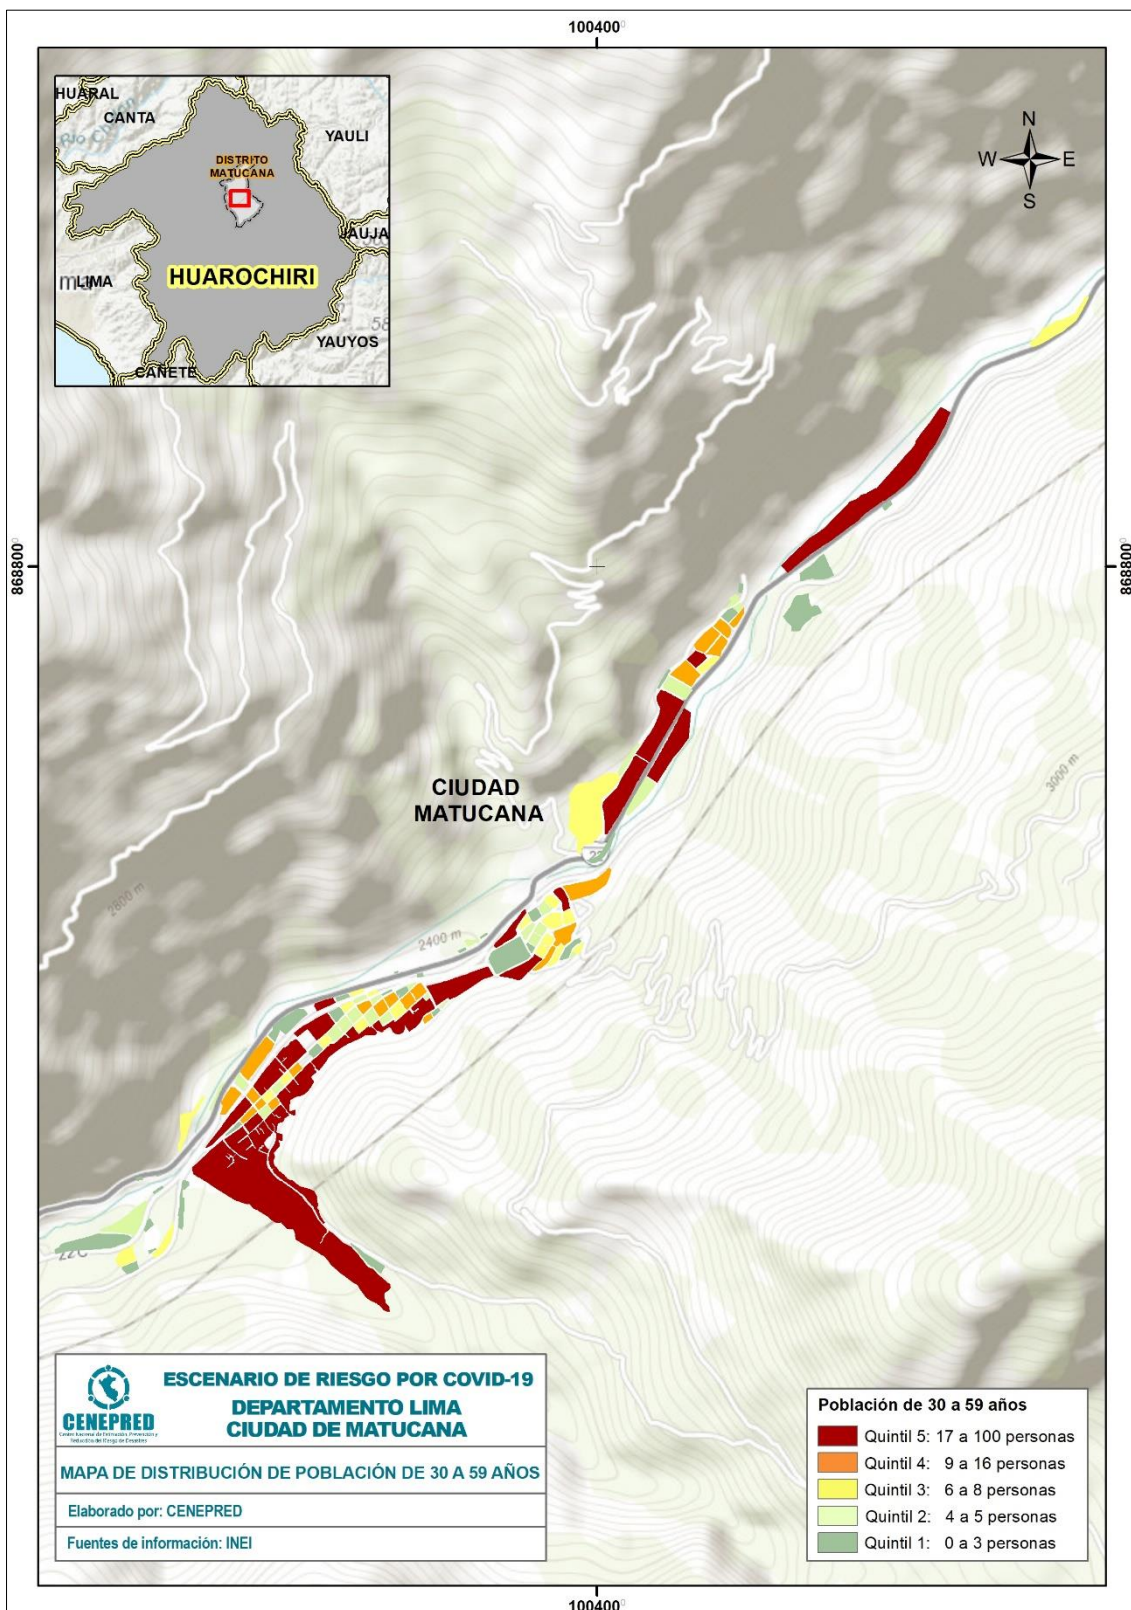 100400
HUARAL
CANTA
YAULI
DISTRITO
MATUCANA
JAUJA
LIMA
HUAROCHIRI
YAUYOS
CAÑETE
N
W
E
S
868800
868800
CIUDAD
MATUCANA
3000 m
2800 m
2400 m
22C
CENEPRED
ESCENARIO DE RIESGO POR COVID-19
DEPARTAMENTO LIMA
CIUDAD DE MATUCANA
MAPA DE DISTRIBUCIÓN DE POBLACIÓN DE 30 A 59 AÑOS
Elaborado por: CENEPRED
Fuentes de información: INEI
Población de 30 a 59 años
Quintil 5: 17 a 100 personas
Quintil 4: 9 a 16 personas
Quintil 3: 6 a 8 personas
Quintil 2: 4 a 5 personas
Quintil 1: 0 a 3 personas
100400